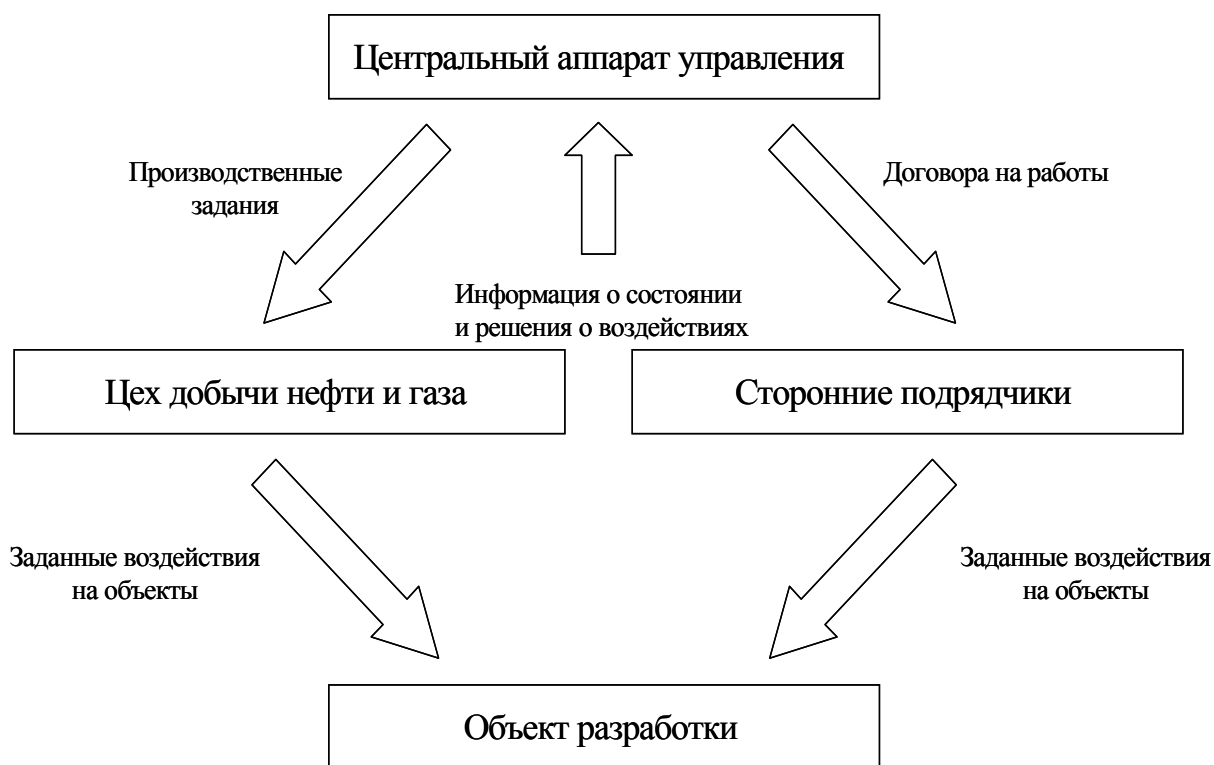 Центральный аппарат управления
Производственные
задания
Договора на работы
Информация о состоянии
и решения о воздействиях
Цех добычи нефти и газа
Сторонние подрядчики
Заданные воздействия
на объекты
Заданные воздействия
на объекты
Объект разработки